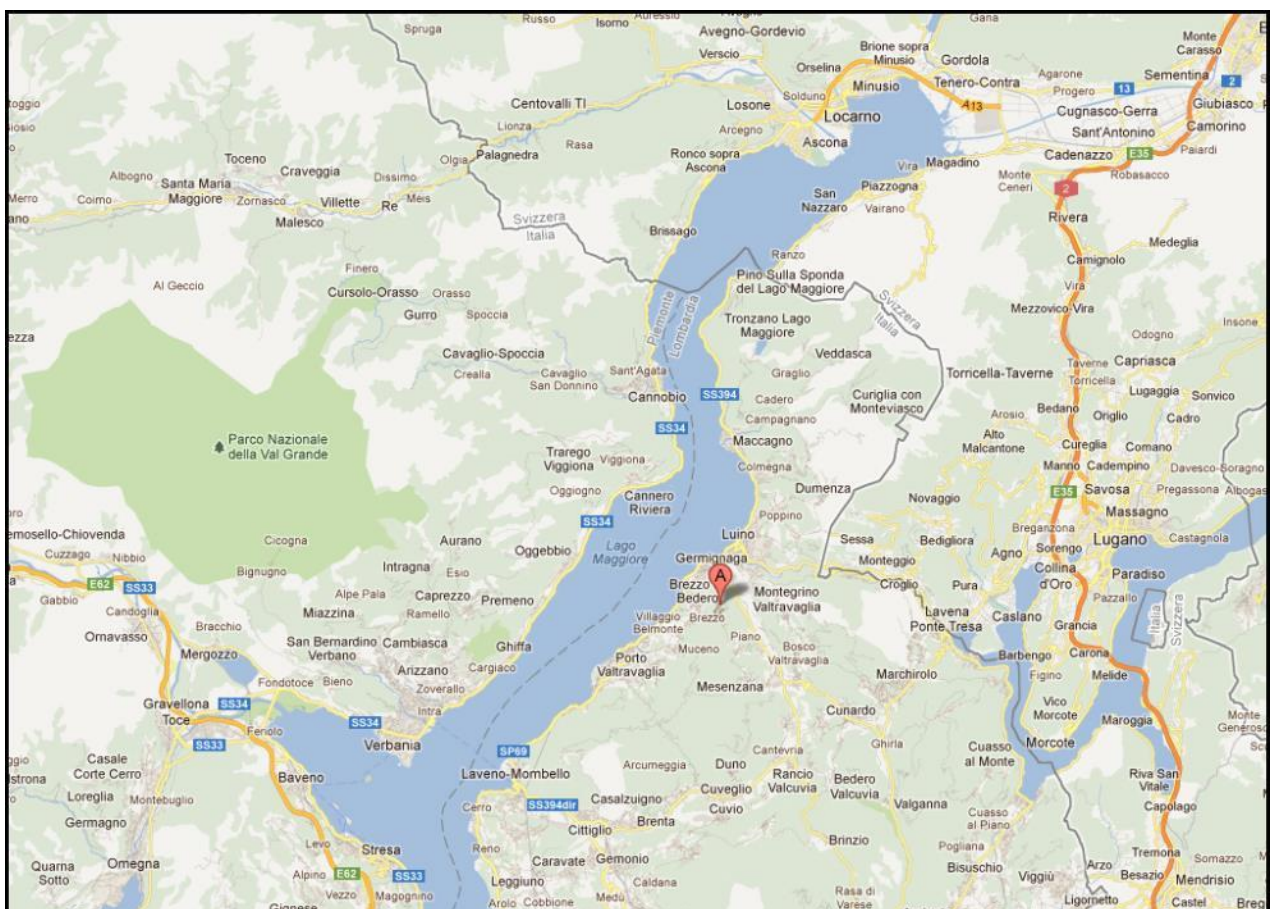 Spruga
Russo
Isorno
Auressio
Avegno-Gordevio
Gana
Monte
Carasso
Verscio
Orselina
Brione sopra
Minusio
Gordola
Tenero-Contra
Agarone
Progero
Sementina
13
2
Giubiasco
Solduno
Minusio
Centovalli TI
Losone
A13
Cugnasco-Gerra
Locarno
Sant'Antonino
Camorino
Lionza
Rasa
Arcegno
Ascona
Cadenazzo
E35
Paiardi
Toceno
Craveggia
Olgia
Palagnedra
Ronco sopra
Ascona
Vira
Magadino
Robasacco
Albogno
Dissimo
Monte
Ceneri
2
Santa Maria
Maggiore
Coimo
Zornasco
Villette
Re
Meis
Piazzogna
San
Nazzaro
Vairano
Malesco
Svizzera
Italia
Rivera
Brissago
Medeglia
Ranzo
Camignolo
Finero
Pino Sulla Sponda
del Lago Maggiore
Vira
Al Geccio
Cursolo-Orasso
Orasso
Svizzera
Italia
Mezzovico-Vira
Gurro
Spoccia
Piemonte
Lombardia
Tronzano Lago
Maggiore
Odogno
Insone
Cavaglio-Spoccia
Veddasca
Taverne
Capriasca
Crealla
Cavaglio
San Donnino
Sant'Agata
Graglio
Torricella-Taverne
Torricella
Lugaggia
Sonvico
Cannobio
SS394
Cadero
Curiglia con
Monteviasco
Bedano
Origlio
Cadro
Campagnano
Arosio
SS34
Maccagno
Alto
Malcantone
Cureglia
Comano
Parco Nazionale
della Val Grande
Trarego
Viggiona
Viggiona
Colmegna
Manno
Cadempino
Davesco-Soragno
Oggiogno
Cannero
Riviera
Dumenza
Novaggio
E35
Savosa
Pregassona
Poppino
Massagno
SS34
Breganzona
Cicogna
Aurano
Oggebbio
Lago
Maggiore
Luino
Sessa
Bedigliora
Agno
Sorengo
Lugano
Castagnola
Cuzzago
Nibbio
Germignaga
Monteggio
SS33
E62
Bignugno
Intragna
Esio
Brezzo
Bedero
A
Croglio
Pura
Collina
d'Oro
Paradiso
Gabbio
Candoglia
Alpe Pala
Caprezzo
Premeno
Montegrino
Valtravaglia
Pazzallo
Miazzina
Ramello
Villaggio
Belmonte
Brezzo
Lavena
Ponte Tresa
Caslano
Italia
Svizzera
Ornavasso
Bracchio
San Bernardino
Verbano
Cambiasca
Ghiffa
Piano
Grancia
Mergozzo
Muceno
Bosco
Valtravaglia
Arizzano
Cargiaco
Porto
Valtravaglia
Barbengo
Carona
Fondotoce
Bieno
Zoverallo
Mesenzana
Marchirolo
Figino
Melide
Gravellona
Toce
SS34
Intra
Vico
Morcote
Feriolo
SS34
Cunardo
Maroggia
SS33
Verbania
SP69
Cantevria
Ghirla
Cuasso
al Monte
Morcote
Casale
Corte Cerro
Baveno
Laveno-Mombello
Arcumeggia
Duno
Rancio
Valcuvia
Bedero
Valcuvia
Riva San
Vitale
Loreglia
Montebuglio
Cerro
SS394dir
Casalzuigno
Cuveglio
Cuvio
Valganna
Capolago
Germagno
Cittiglio
Brenta
Cuasso
al Piano
Levo
Stresa
Reno
Brinzio
Pogliana
Tremona
Somazzo
Quarna
Sotto
Omegna
Alpino
E62
SS33
Caravate
Gemonio
Bisuschio
Arzo
Besazio
Mendrisio
Vezzo
Magognino
Leggiuno
Caldana
Viggiù
Arolo
Cobbione
Medù
Rasa di
Varese
Ligornetto
Castel